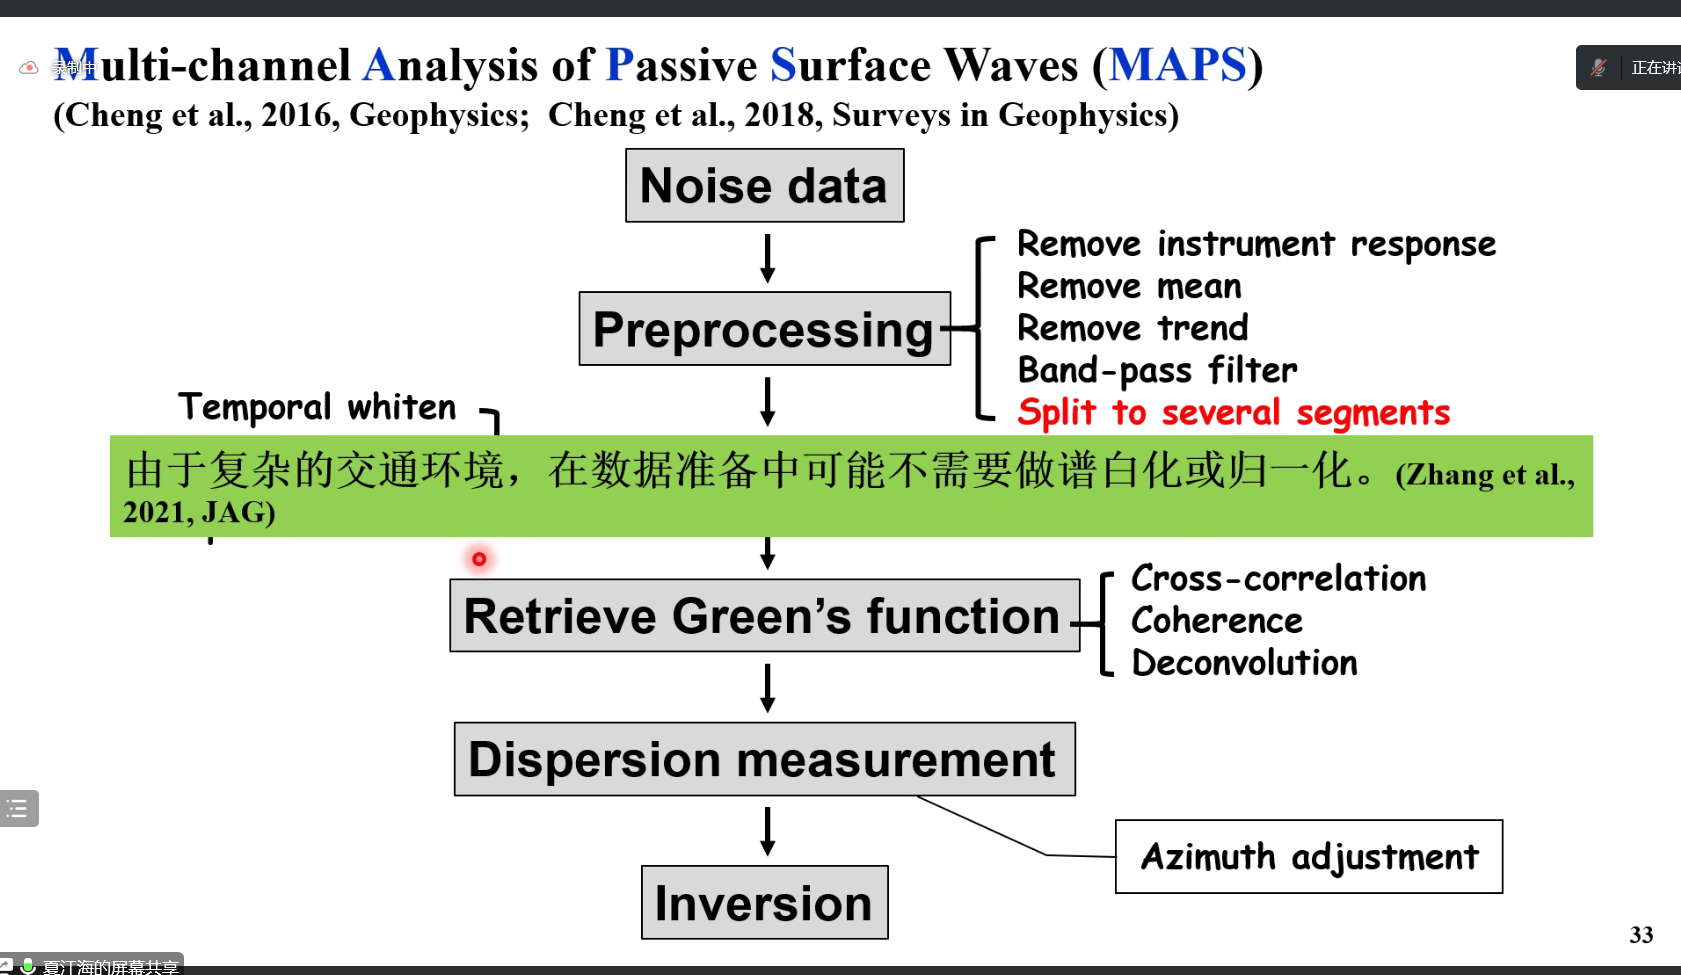 Multi-channel Analysis of Passive Surface Waves (MAPS)
录制中
正在讲
(Cheng et al., 2016, Geophysics; Cheng et al., 2018, Surveys in Geophysics)
Noise data
Preprocessing
Remove instrument response
Remove mean
Remove trend
Band-pass filter
Split to several segments
Temporal whiten
由于复杂的交通环境，在数据准备中可能不需要做谱白化或归一化。(Zhang et al.,
2021, JAG)
Retrieve Green’s function
Cross-correlation
Coherence
Deconvolution
Dispersion measurement
Azimuth adjustment
Inversion
33
夏江海的屏幕共享